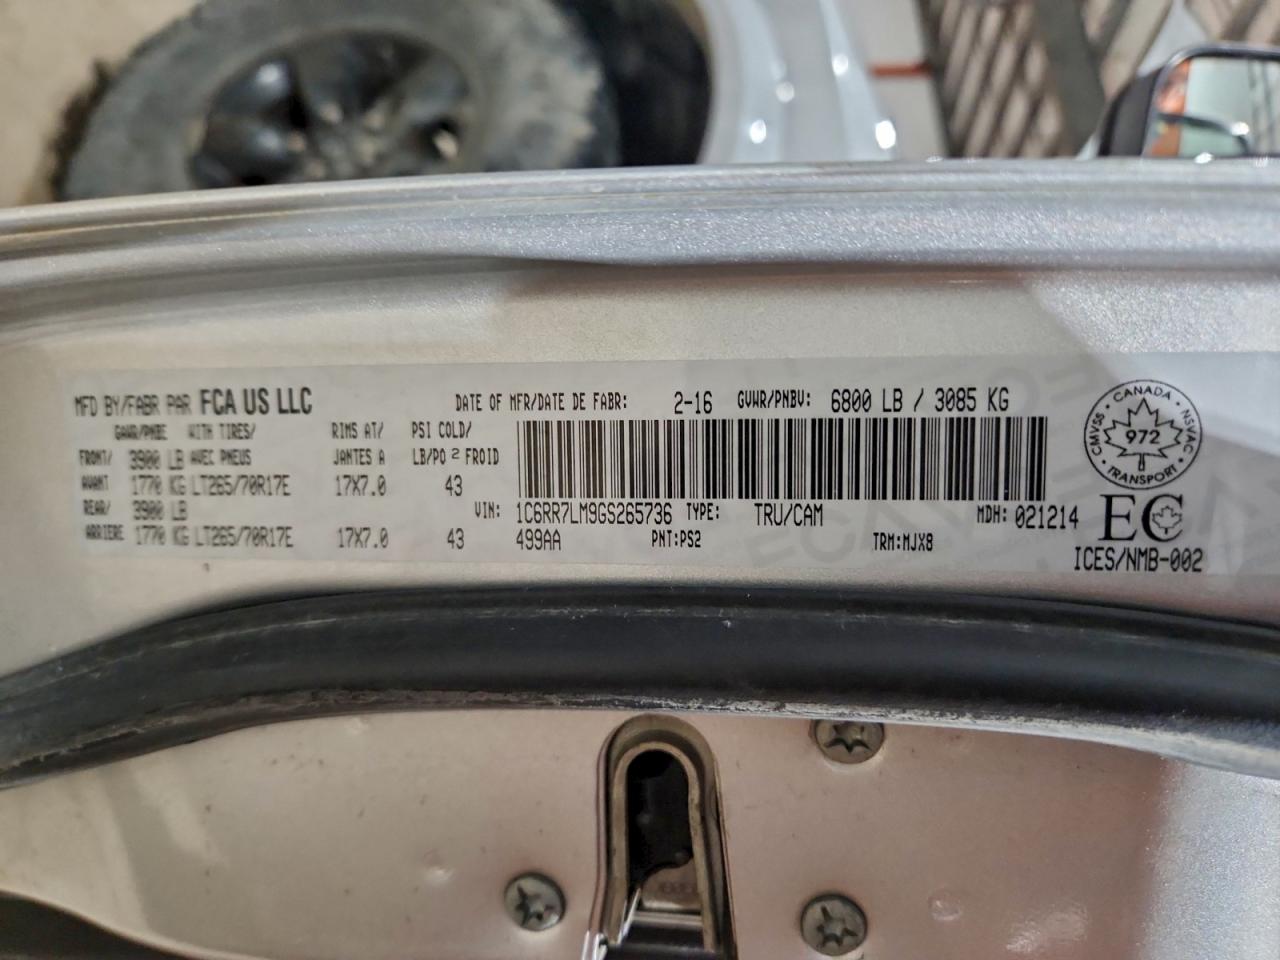 MFD BY/FABR PAR FCA US LLC DATE OF MFR/DATE DE FABR: 2-16 GVWR/PNBV: 6800 LB / 3085 KG
GAWR/PNBE WITH TIRES/ RIMS AT/ PSI COLD/
FRONT/ 3900 LB AVEC PNEUS JANTES A LB/PO² FROID
AVANT 1770 KG LT265/70R17E 17X7.0 43
REAR/ 3900 LB
ARRIERE 1770 KG LT265/70R17E 17X7.0 43
VIN: 1C6RR7LM9GS265736 TYPE: TRU/CAM MDH: 021214
499AA PNT:PS2 TRM:MJX8
CANADA
CMVSS 972 NSVAC
TRANSPORT
EC
ICES/NMB-002